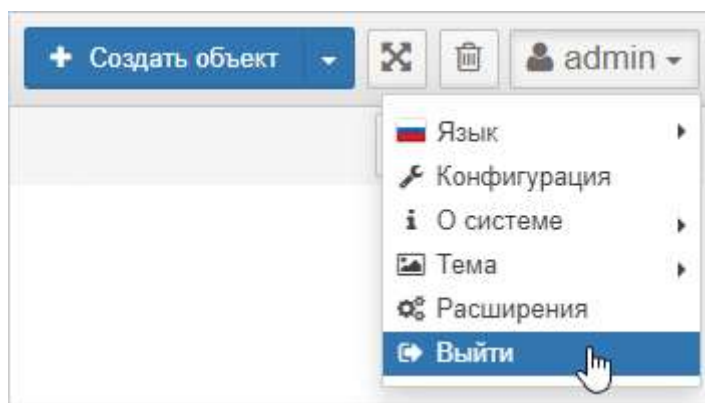 Создать объект admin
Язык
Конфигурация
О системе
Тема
Расширения
Выйти